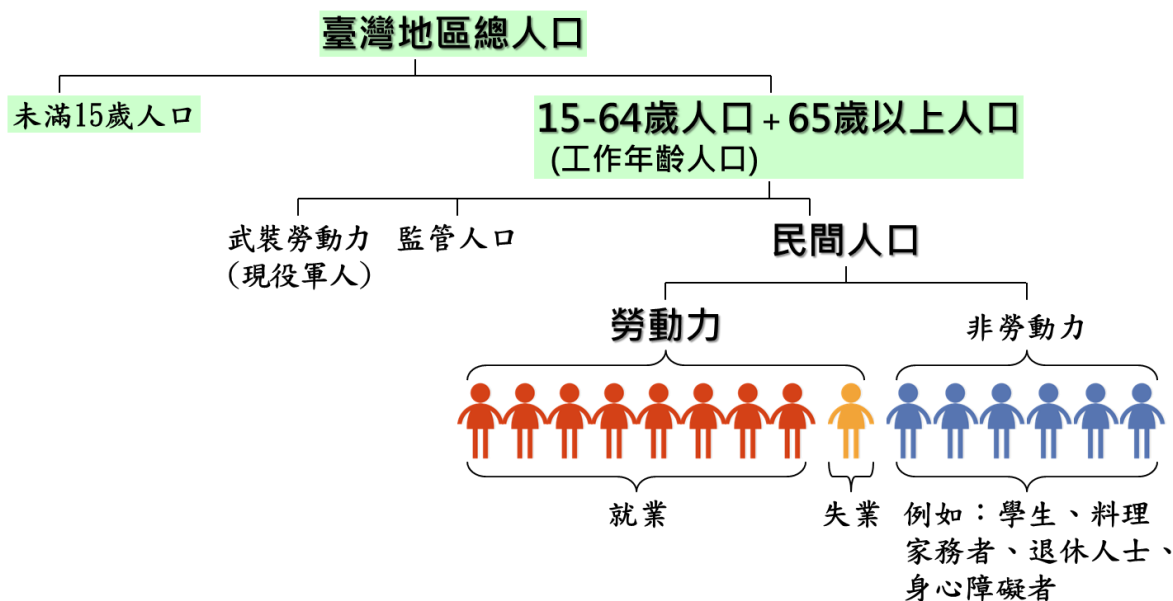 臺灣地區總人口
未滿15歲人口
15-64歲人口 + 65歲以上人口
(工作年齡人口)
武裝勞動力
(現役軍人)
監管人口
民間人口
勞動力
非勞動力
就業
失業
例如：學生、料理
家務者、退休人士、
身心障礙者